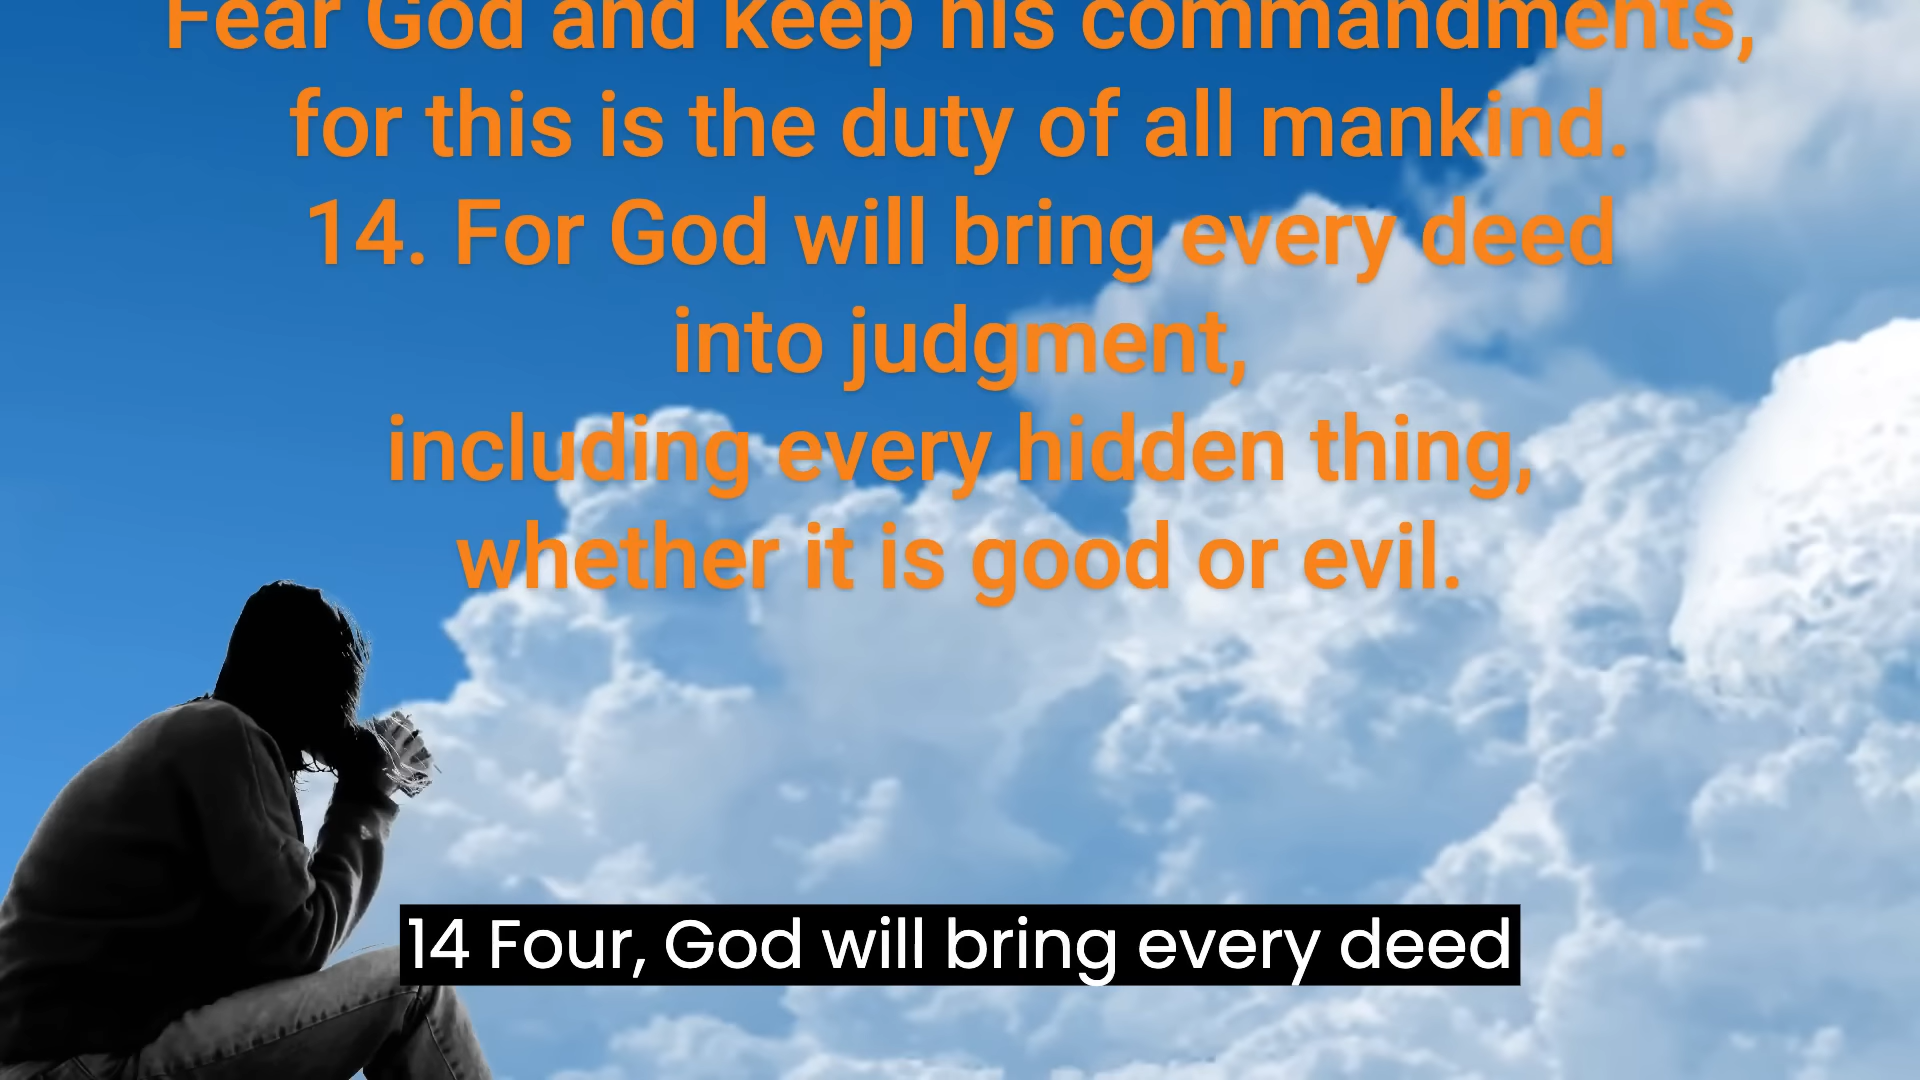 Fear God and keep his commandments,
for this is the duty of all mankind.
14. For God will bring every deed
into judgment,
including every hidden thing,
whether it is good or evil.
14 Four, God will bring every deed